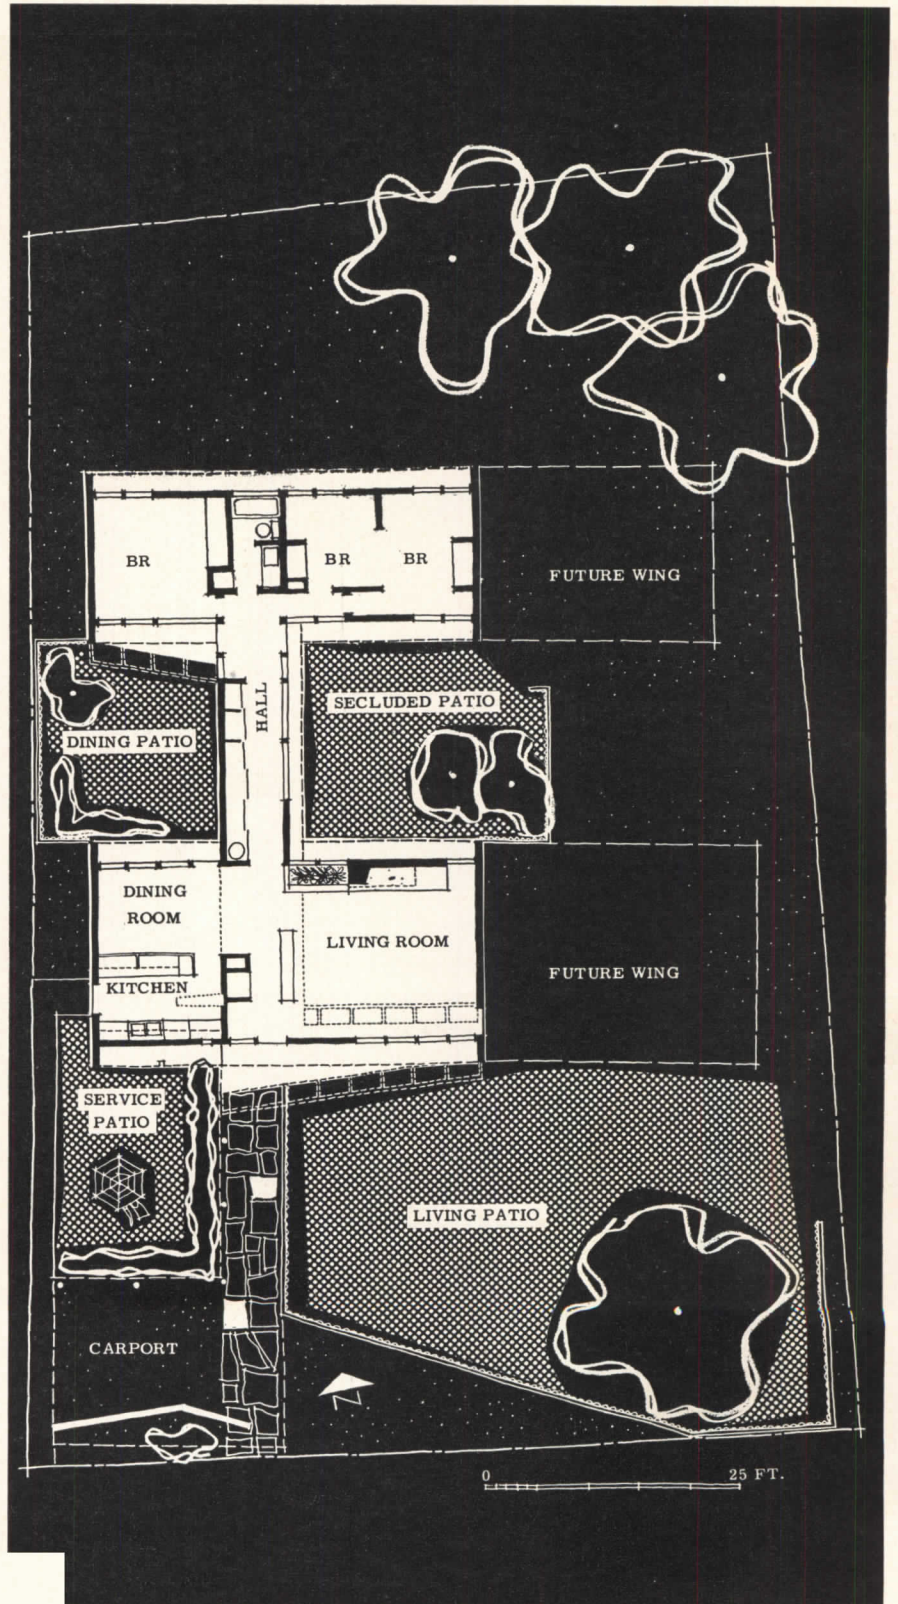 BR
BR
BR
FUTURE WING
HALL
SECLUDED PATIO
DINING PATIO
DINING
ROOM
LIVING ROOM
KITCHEN
FUTURE WING
SERVICE
PATIO
LIVING PATIO
CARPORT
0
25 FT.